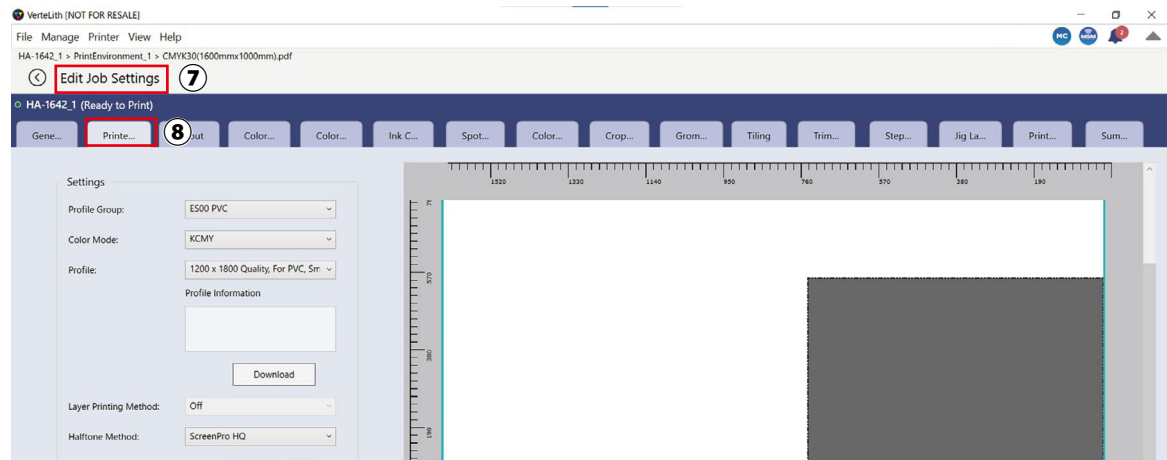 VerteLith [NOT FOR RESALE]
File Manage Printer View Help
MC MGM 2
HA-1642_1 > PrintEnvironment_1 > CMYK30(1600mmx1000mm).pdf
Edit Job Settings ⑦
HA-1642_1 (Ready to Print)
Gene... Printe... ⑧ out Color... Color... Ink C... Spot... Color... Crop... Grom... Tiling Trim... Step... Jig La... Print... Sum...
1520 1330 1140 950 760 570 380 190
Settings
Profile Group: ES00 PVC
Color Mode: KCMY
Profile: 1200 x 1800 Quality, For PVC, Sm
570
Profile Information
380
Download
Layer Printing Method: Off
190
Halftone Method: ScreenPro HQ